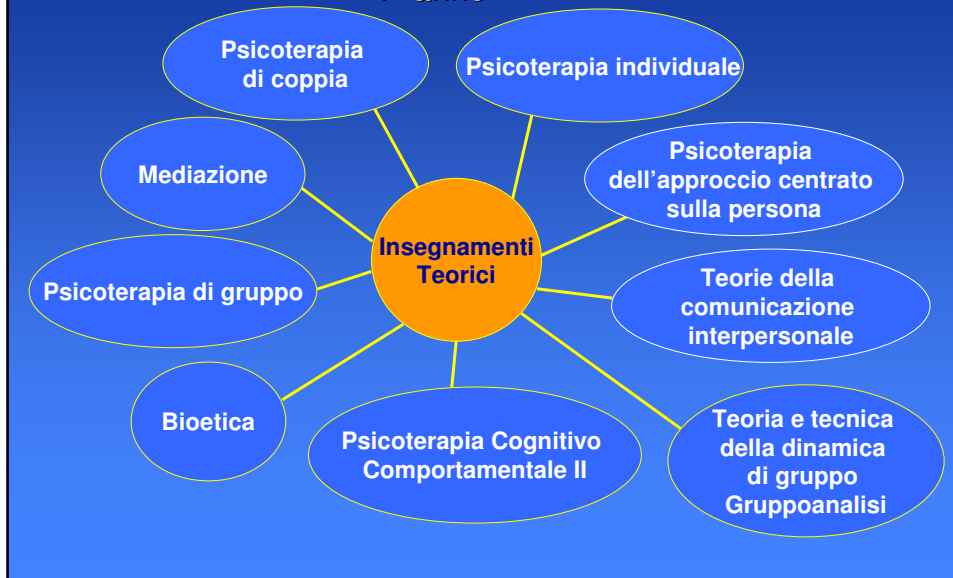 Psicoterapia
di coppia
Psicoterapia individuale
Mediazione
Psicoterapia
dell’approccio centrato
sulla persona
Insegnamenti
Teorici
Psicoterapia di gruppo
Teorie della
comunicazione
interpersonale
Bioetica
Psicoterapia Cognitivo
Comportamentale II
Teoria e tecnica
della dinamica
di gruppo
Gruppoanalisi